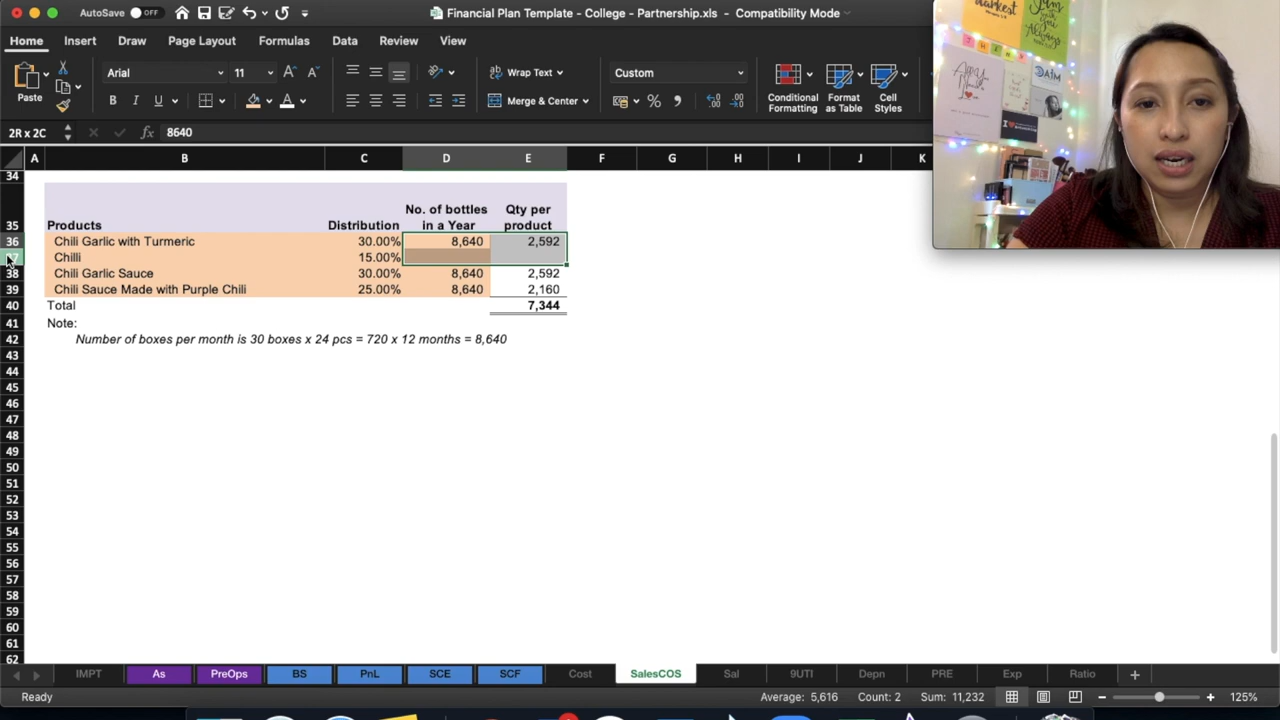 AutoSave OFF Financial Plan Template - College - Partnership.xls - Compatibility Mode
Home Insert Draw Page Layout Formulas Data Review View
Paste Arial 11 A A Wrap Text Custom Conditional Formatting Format as Table Cell Styles
B I U A Merge & Center %
2R x 2C fx 8640
A B C D E F G H I J K
34
35 Products Distribution No. of bottles in a Year Qty per product
36 Chili Garlic with Turmeric 30.00% 8,640 2,592
37 Chilli 15.00%
38 Chili Garlic Sauce 30.00% 8,640 2,592
39 Chili Sauce Made with Purple Chili 25.00% 8,640 2,160
40 Total 7,344
41 Note:
42 Number of boxes per month is 30 boxes x 24 pcs = 720 x 12 months = 8,640
43
44
45
46
47
48
49
50
51
52
53
54
55
56
57
58
59
60
61
62
IMPT As PreOps BS PnL SCE SCF Cost SalesCOS Sal 9UTI Depn PRE Exp Ratio +
Ready Average: 5,616 Count: 2 Sum: 11,232 125%